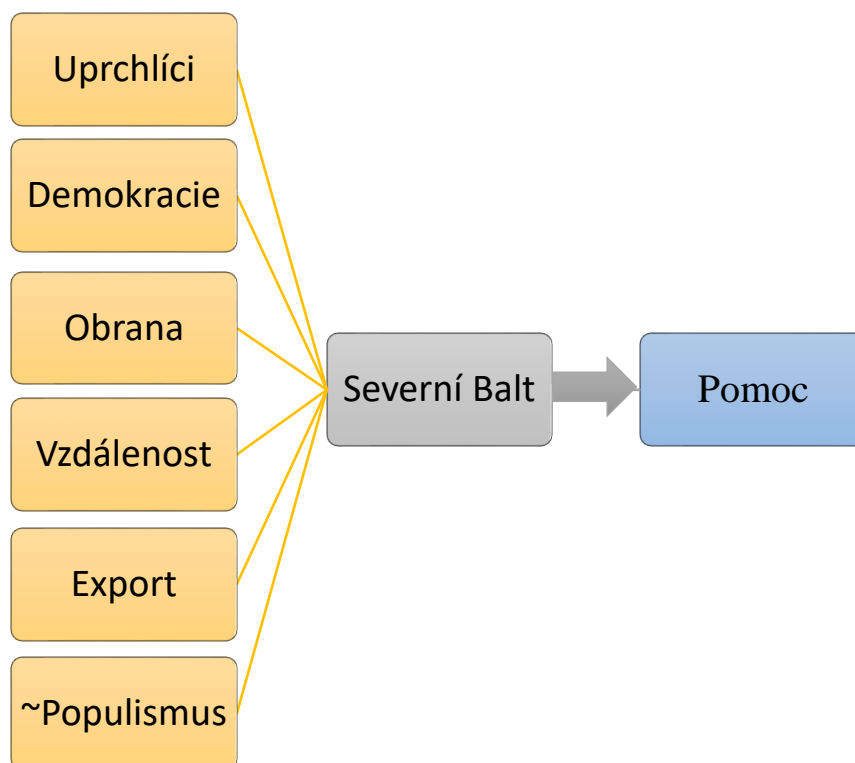 Uprchlíci
Demokracie
Obrana
Vzdálenost
Export
~Populismus
Severní Balt
Pomoc